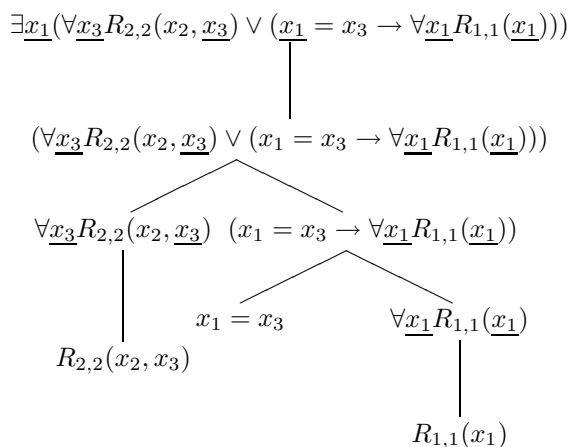 ∃x₁(∀x₃R₂,₂(x₂, x₃) ∨ (x₁ = x₃ → ∀x₁R₁,₁(x₁)))
(∀x₃R₂,₂(x₂, x₃) ∨ (x₁ = x₃ → ∀x₁R₁,₁(x₁)))
∀x₃R₂,₂(x₂, x₃) (x₁ = x₃ → ∀x₁R₁,₁(x₁))
x₁ = x₃ ∀x₁R₁,₁(x₁)
R₂,₂(x₂, x₃)
R₁,₁(x₁)